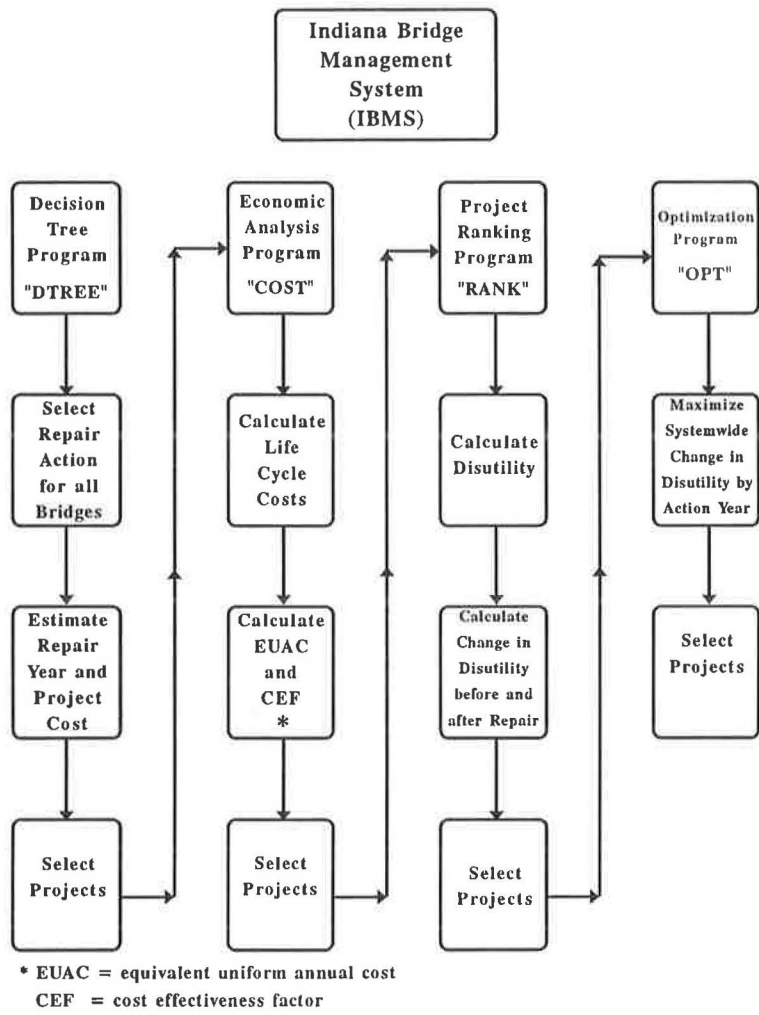 Indiana Bridge
Management
System
(IBMS)
Decision
Tree
Program
"DTREE"
Select
Repair
Action
for all
Bridges
Estimate
Repair
Year and
Project
Cost
Select
Projects
Economic
Analysis
Program
"COST"
Calculate
Life
Cycle
Costs
Calculate
EUAC
and
CEF
*
Select
Projects
Project
Ranking
Program
"RANK"
Calculate
Disutility
Calculate
Change in
Disutility
before and
after Repair
Select
Projects
Optimization
Program
"OPT"
Maximize
Systemwide
Change in
Disutility by
Action Year
Select
Projects
* EUAC = equivalent uniform annual cost
CEF = cost effectiveness factor